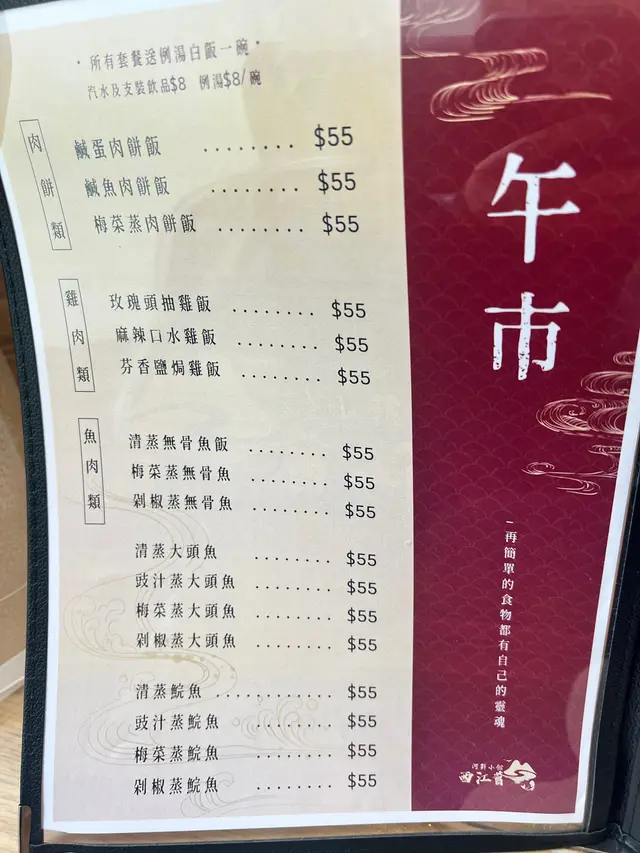 · 所有套餐送例湯白飯一碗 ·
汽水及支裝飲品$8 例湯$8/碗
肉餅類
鹹蛋肉餅飯 ........ $55
鹹魚肉餅飯 ........ $55
梅菜蒸肉餅飯 ........ $55
雞肉類
玫瑰頭抽雞飯 ........ $55
麻辣口水雞飯 ........ $55
芬香鹽焗雞飯 ........ $55
魚肉類
清蒸無骨魚飯 ........ $55
梅菜蒸無骨魚 ........ $55
剁椒蒸無骨魚 ........ $55
清蒸大頭魚 ........ $55
豉汁蒸大頭魚 ........ $55
梅菜蒸大頭魚 ........ $55
剁椒蒸大頭魚 ........ $55
清蒸鯇魚 ............ $55
豉汁蒸鯇魚 ........ $55
梅菜蒸鯇魚 ........ $55
剁椒蒸鯇魚 ........ $55
午市
-再簡單的食物都有自己的靈魂